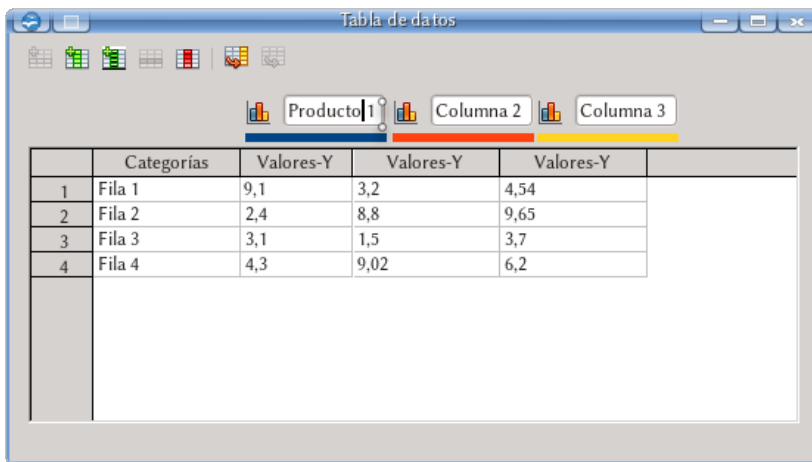 Tabla de datos
Producto 1 Columna 2 Columna 3
Categorías Valores-Y Valores-Y Valores-Y
1 Fila 1 9,1 3,2 4,54
2 Fila 2 2,4 8,8 9,65
3 Fila 3 3,1 1,5 3,7
4 Fila 4 4,3 9,02 6,2